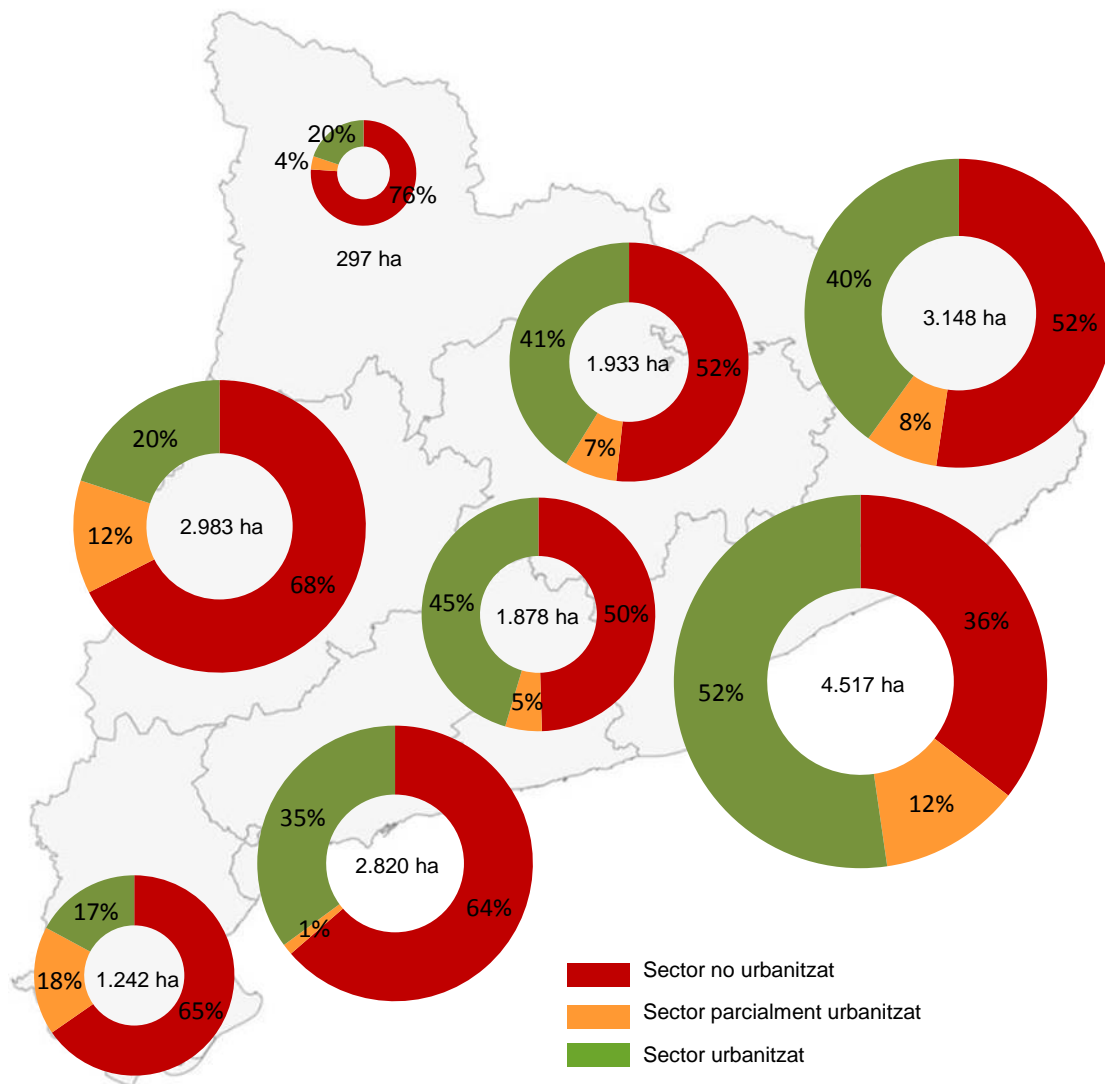 20%
4%
76%
297 ha
40%
3.148 ha
52%
8%
41%
1.933 ha
52%
7%
20%
12%
2.983 ha
68%
45%
1.878 ha
50%
5%
36%
52%
4.517 ha
12%
35%
2.820 ha
64%
1%
17%
18%
1.242 ha
65%
Sector no urbanitzat
Sector parcialment urbanitzat
Sector urbanitzat